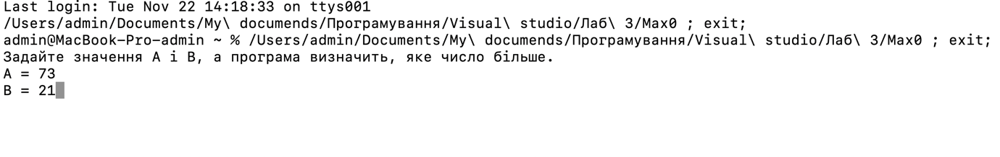 Last login: Tue Nov 22 14:18:33 on ttys001
/Users/admin/Documents/My\ documends/Програмування/Visual\ studio/Лаб\ 3/Max0 ; exit;
admin@MacBook-Pro-admin ~ % /Users/admin/Documents/My\ documends/Програмування/Visual\ studio/Лаб\ 3/Max0 ; exit;
Задайте значення А і В, а програма визначить, яке число більше.
A = 73
B = 21